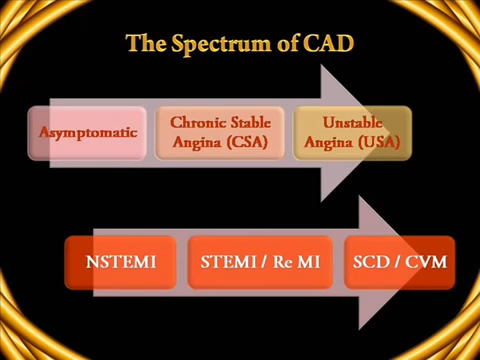 The Spectrum of CAD
Asymptomatic
Chronic Stable
Angina (CSA)
Unstable
Angina (USA)
NSTEMI
STEMI / Re MI
SCD / CVM